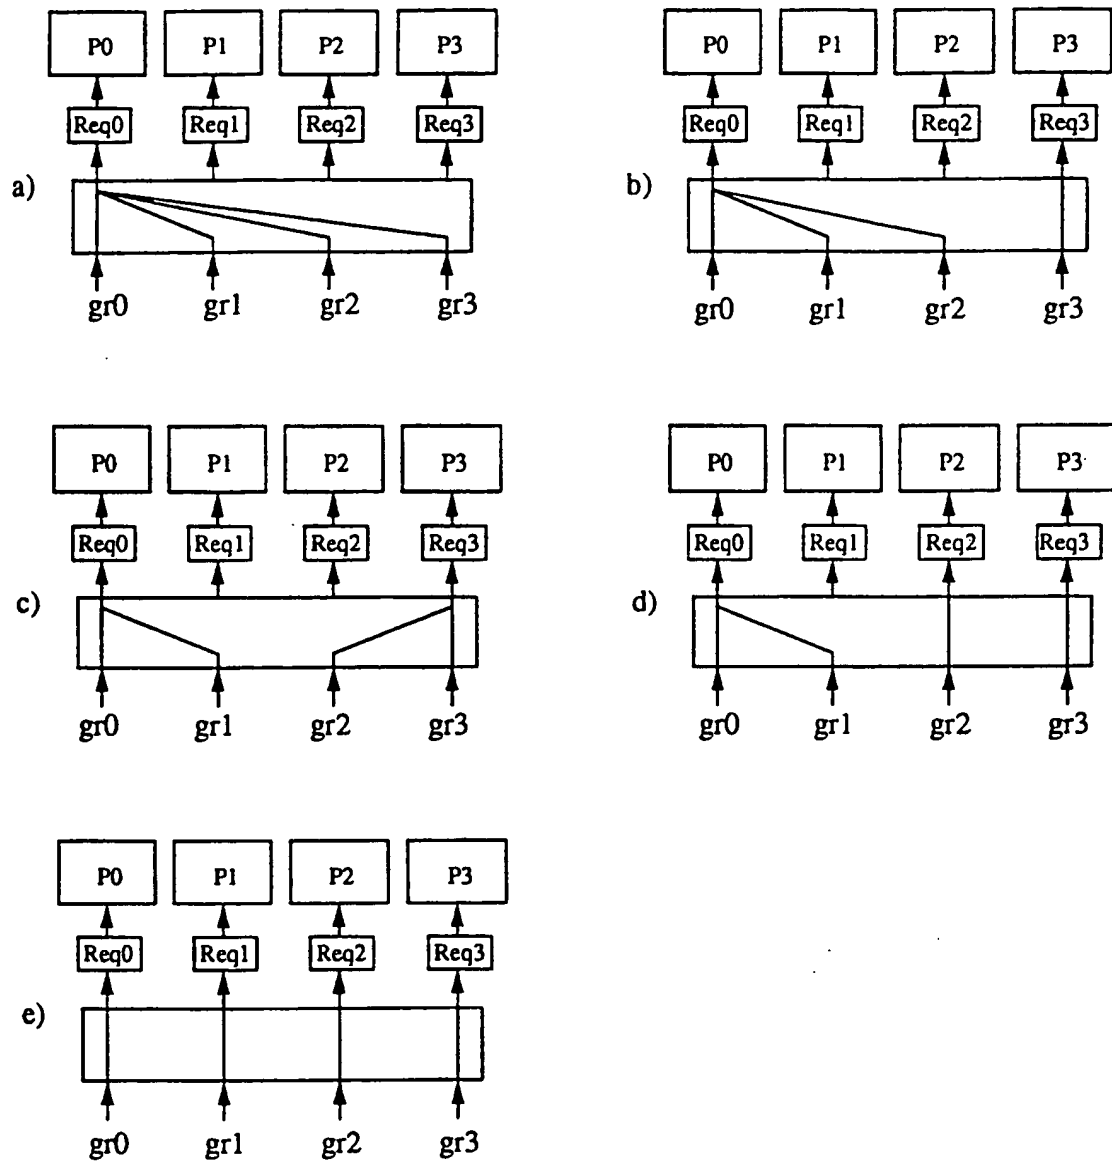 P0 P1 P2 P3
Req0 Req1 Req2 Req3
a)
gr0 gr1 gr2 gr3
P0 P1 P2 P3
Req0 Req1 Req2 Req3
b)
gr0 gr1 gr2 gr3
P0 P1 P2 P3
Req0 Req1 Req2 Req3
c)
gr0 gr1 gr2 gr3
P0 P1 P2 P3
Req0 Req1 Req2 Req3
d)
gr0 gr1 gr2 gr3
P0 P1 P2 P3
Req0 Req1 Req2 Req3
e)
gr0 gr1 gr2 gr3